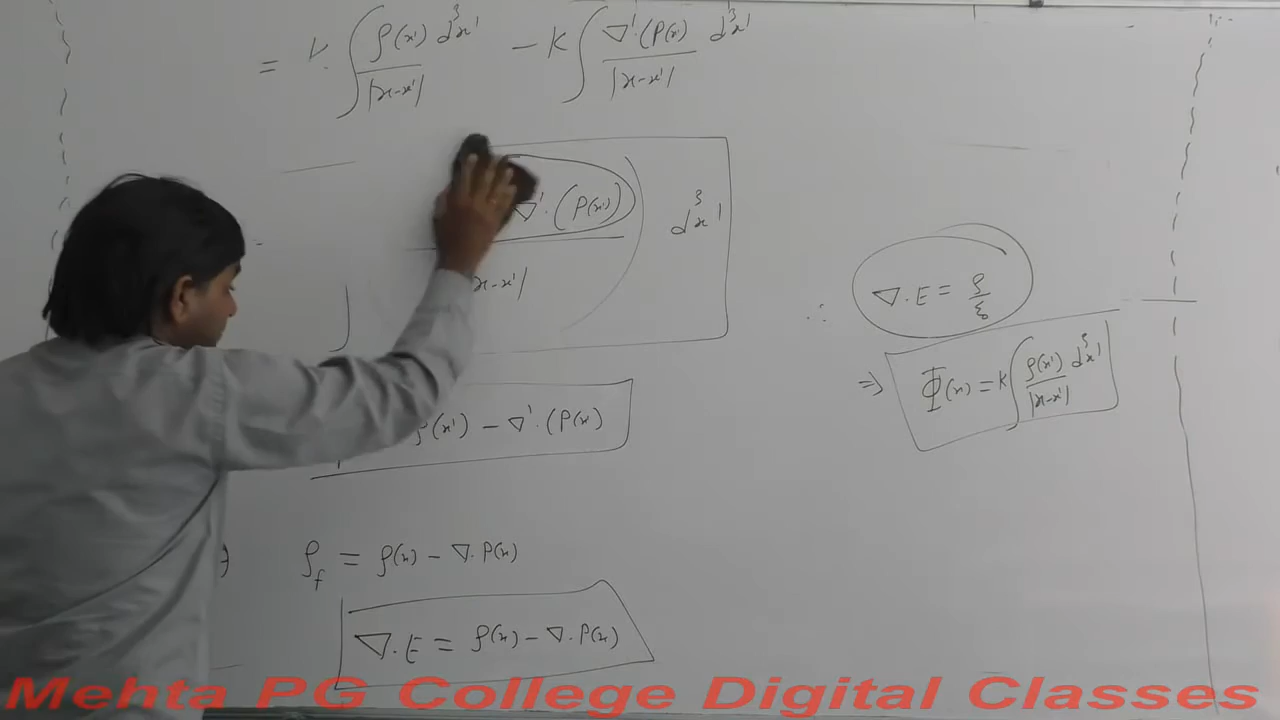 = k ∫ ρ(x') d³x' / |x-x'| - k ∫ ∇'·(P(x') d³x' / |x-x'|
∇'·(P(x')) / x-x'| d³x'
∴ ∇·E = ρ/ε₀
⇒ Φ(x) = k ∫ ρ(x') d³x' / |x-x'|
ρ(x') - ∇'·(P(x')
ρ_f = ρ(x) - ∇·P(x)
∇·E = ρ(x) - ∇·P(x)
Mehta PG College Digital Classes